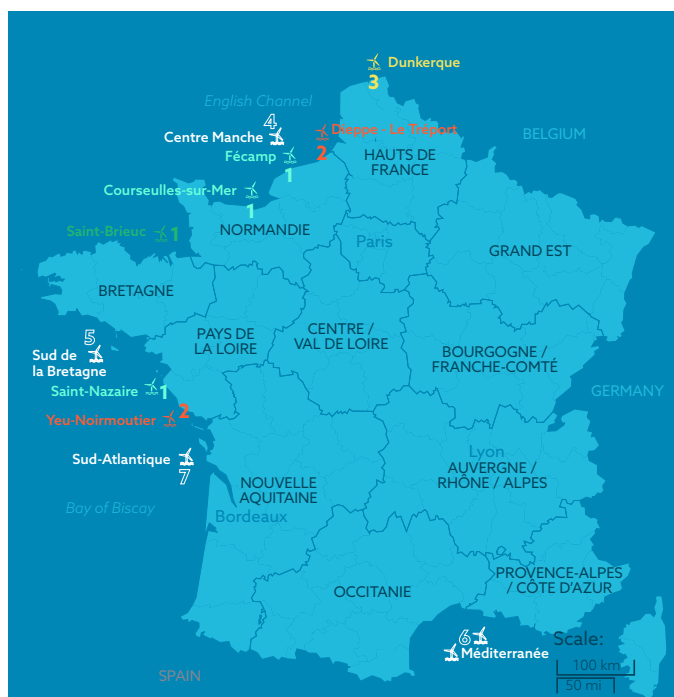 Dunkerque
3
English Channel
4
Centre Manche
Dieppe - Le Tréport
2
BELGIUM
Fécamp
1
HAUTS DE
FRANCE
Courseulles-sur-Mer
1
Saint-Brieuc 1
NORMANDIE
Paris
GRAND EST
BRETAGNE
5
Sud de
la Bretagne
PAYS DE
LA LOIRE
CENTRE /
VAL DE LOIRE
BOURGOGNE /
FRANCHE-COMTÉ
Saint-Nazaire 1
GERMANY
Yeu-Noirmoutier 2
Sud-Atlantique
7
Lyon
AUVERGNE /
RHÔNE / ALPES
NOUVELLE
AQUITAINE
Bay of Biscay
Bordeaux
PROVENCE-ALPES
/ CÔTE D'AZUR
OCCITANIE
6
Méditerranée
Scale:
100 km
50 mi
SPAIN